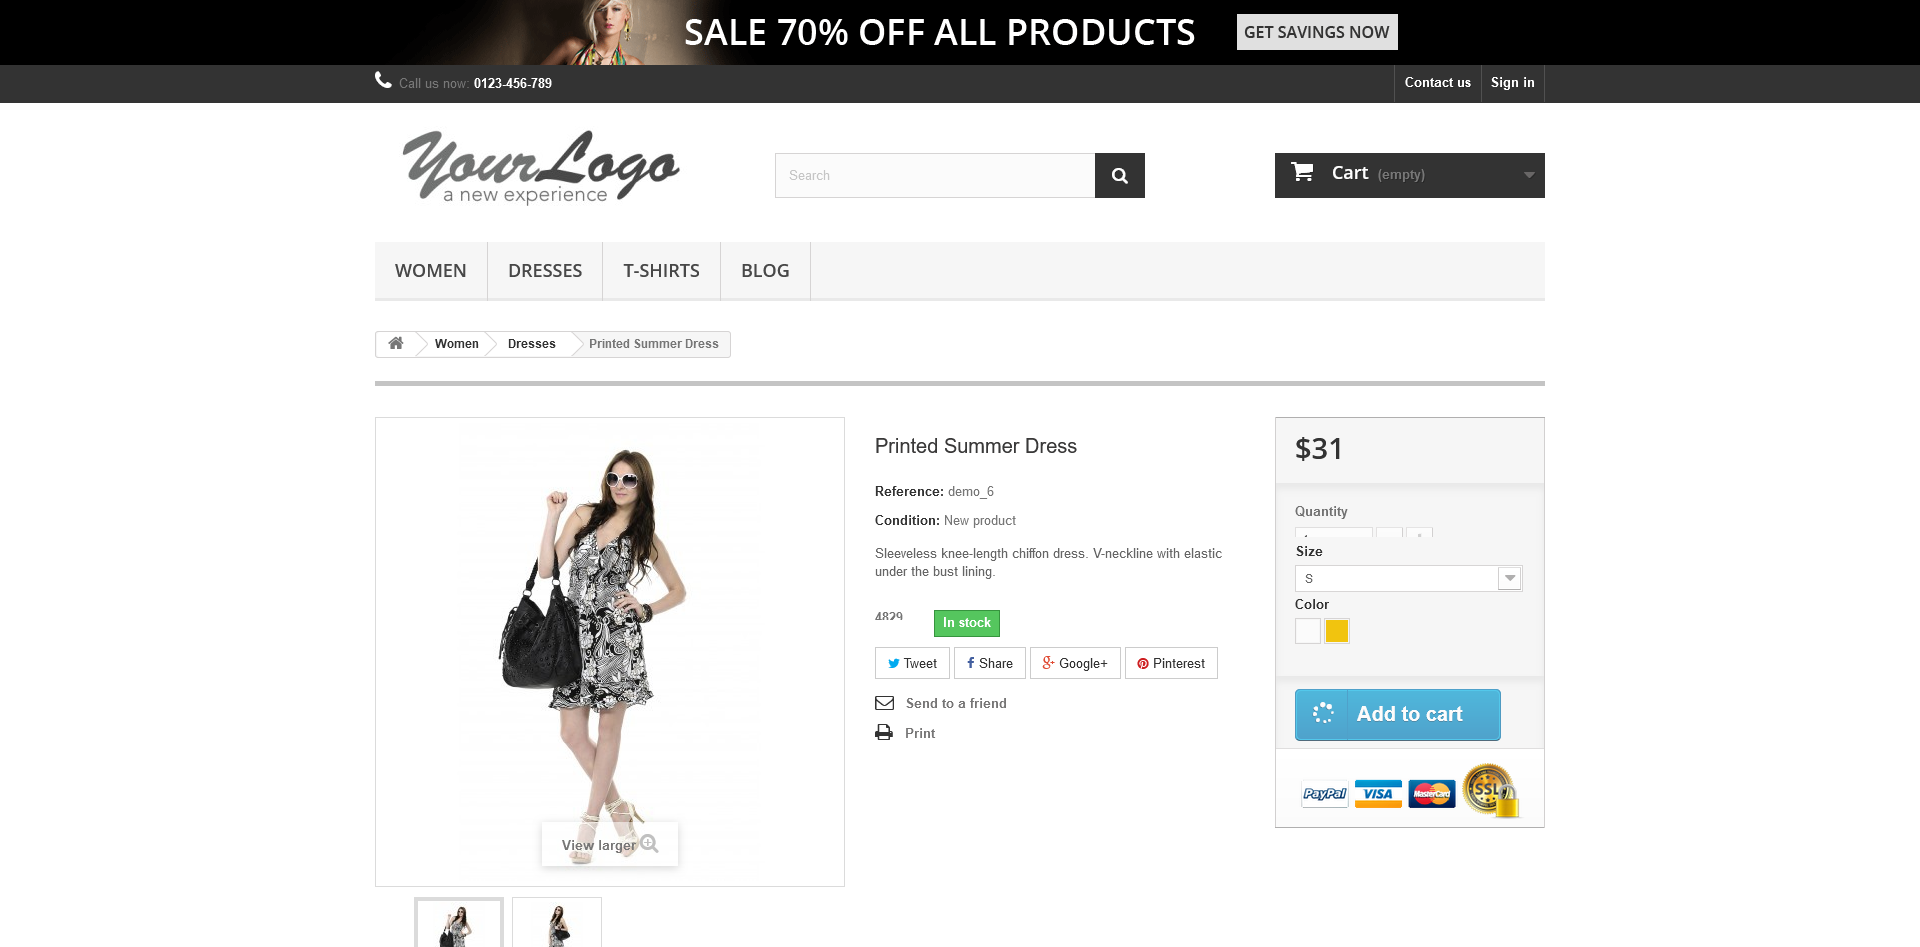 SALE 70% OFF ALL PRODUCTS
GET SAVINGS NOW
Call us now: 0123-456-789
Contact us
Sign in
YourLogo
a new experience
Search
Cart (empty)
WOMEN
DRESSES
T-SHIRTS
BLOG
Women
Dresses
Printed Summer Dress
Printed Summer Dress
Reference: demo_6
Condition: New product
Sleeveless knee-length chiffon dress. V-neckline with elastic
under the bust lining.
4829
In stock
Tweet
Share
Google+
Pinterest
Send to a friend
Print
View larger
$31
Quantity
Size
S
Color
Add to cart
PayPal
VISA
MasterCard
SSL